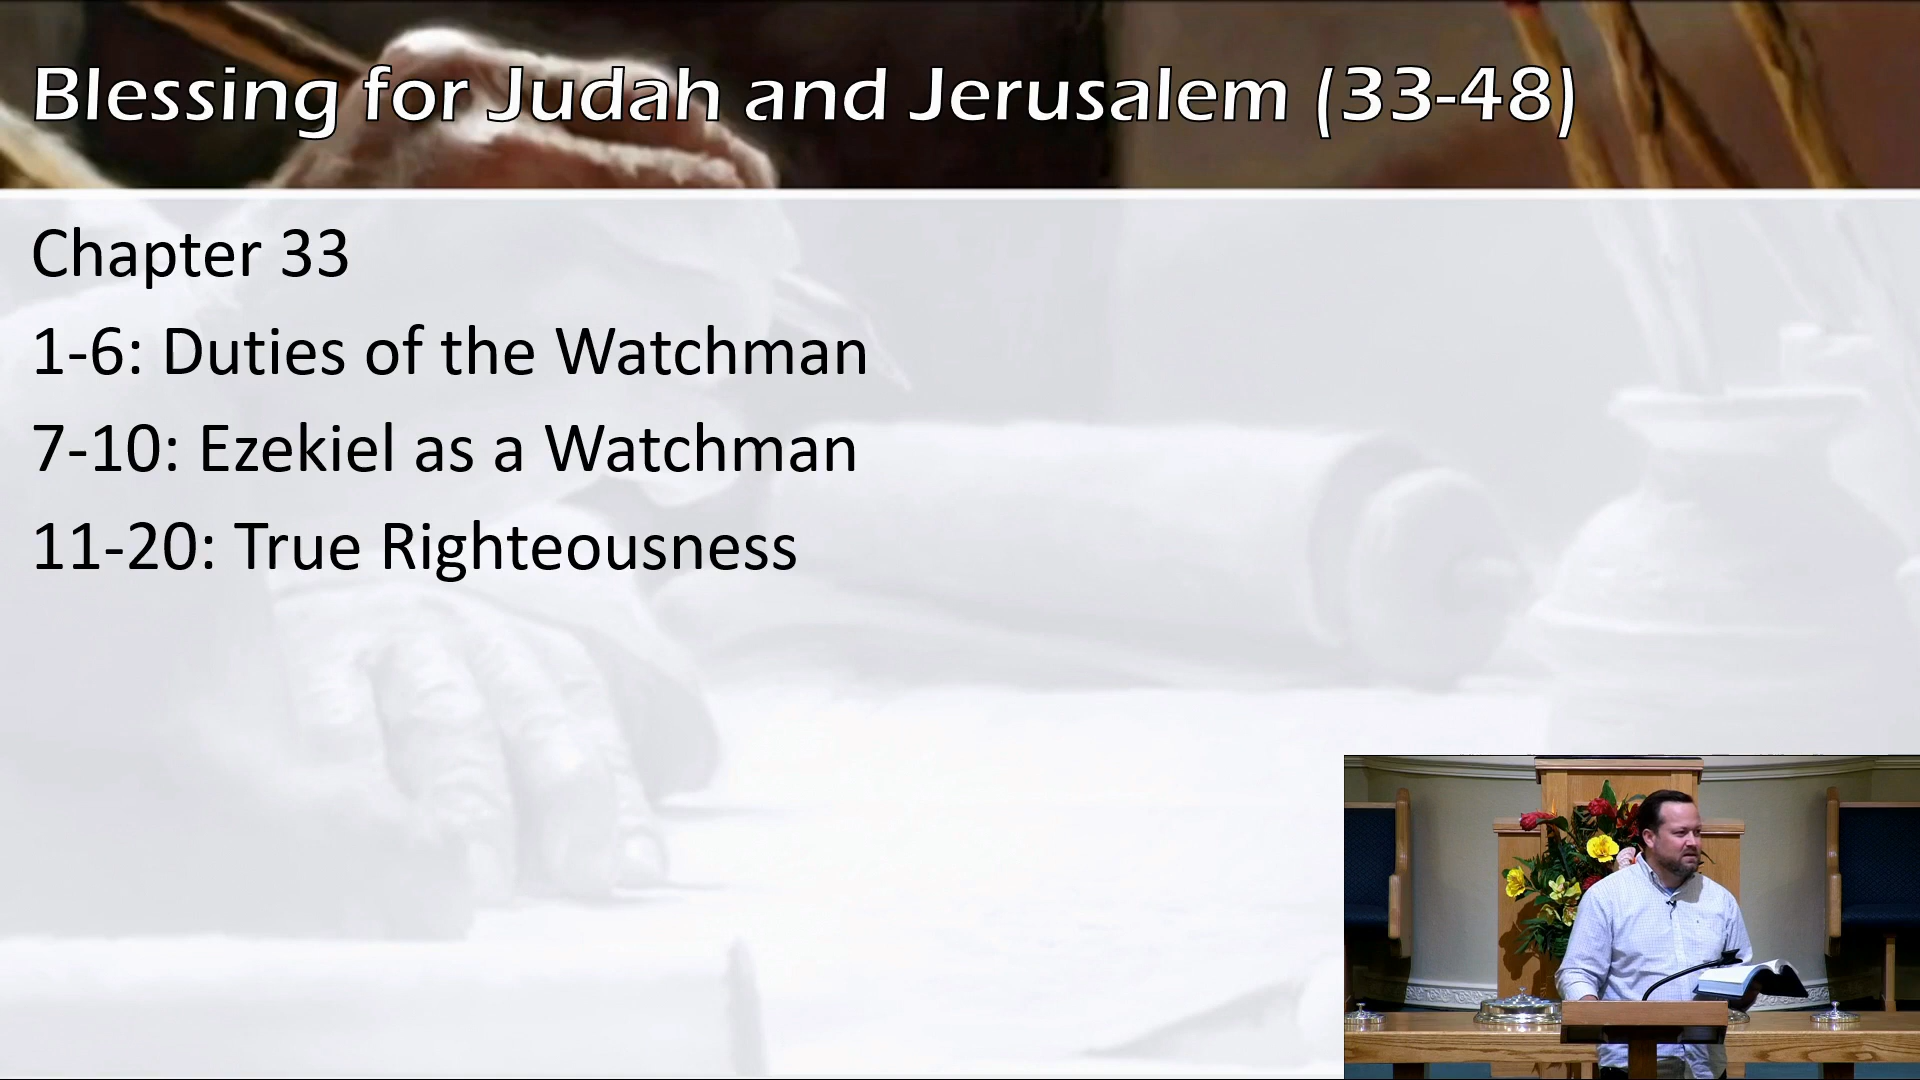 Blessing for Judah and Jerusalem (33-48)
Chapter 33
1-6: Duties of the Watchman
7-10: Ezekiel as a Watchman
11-20: True Righteousness